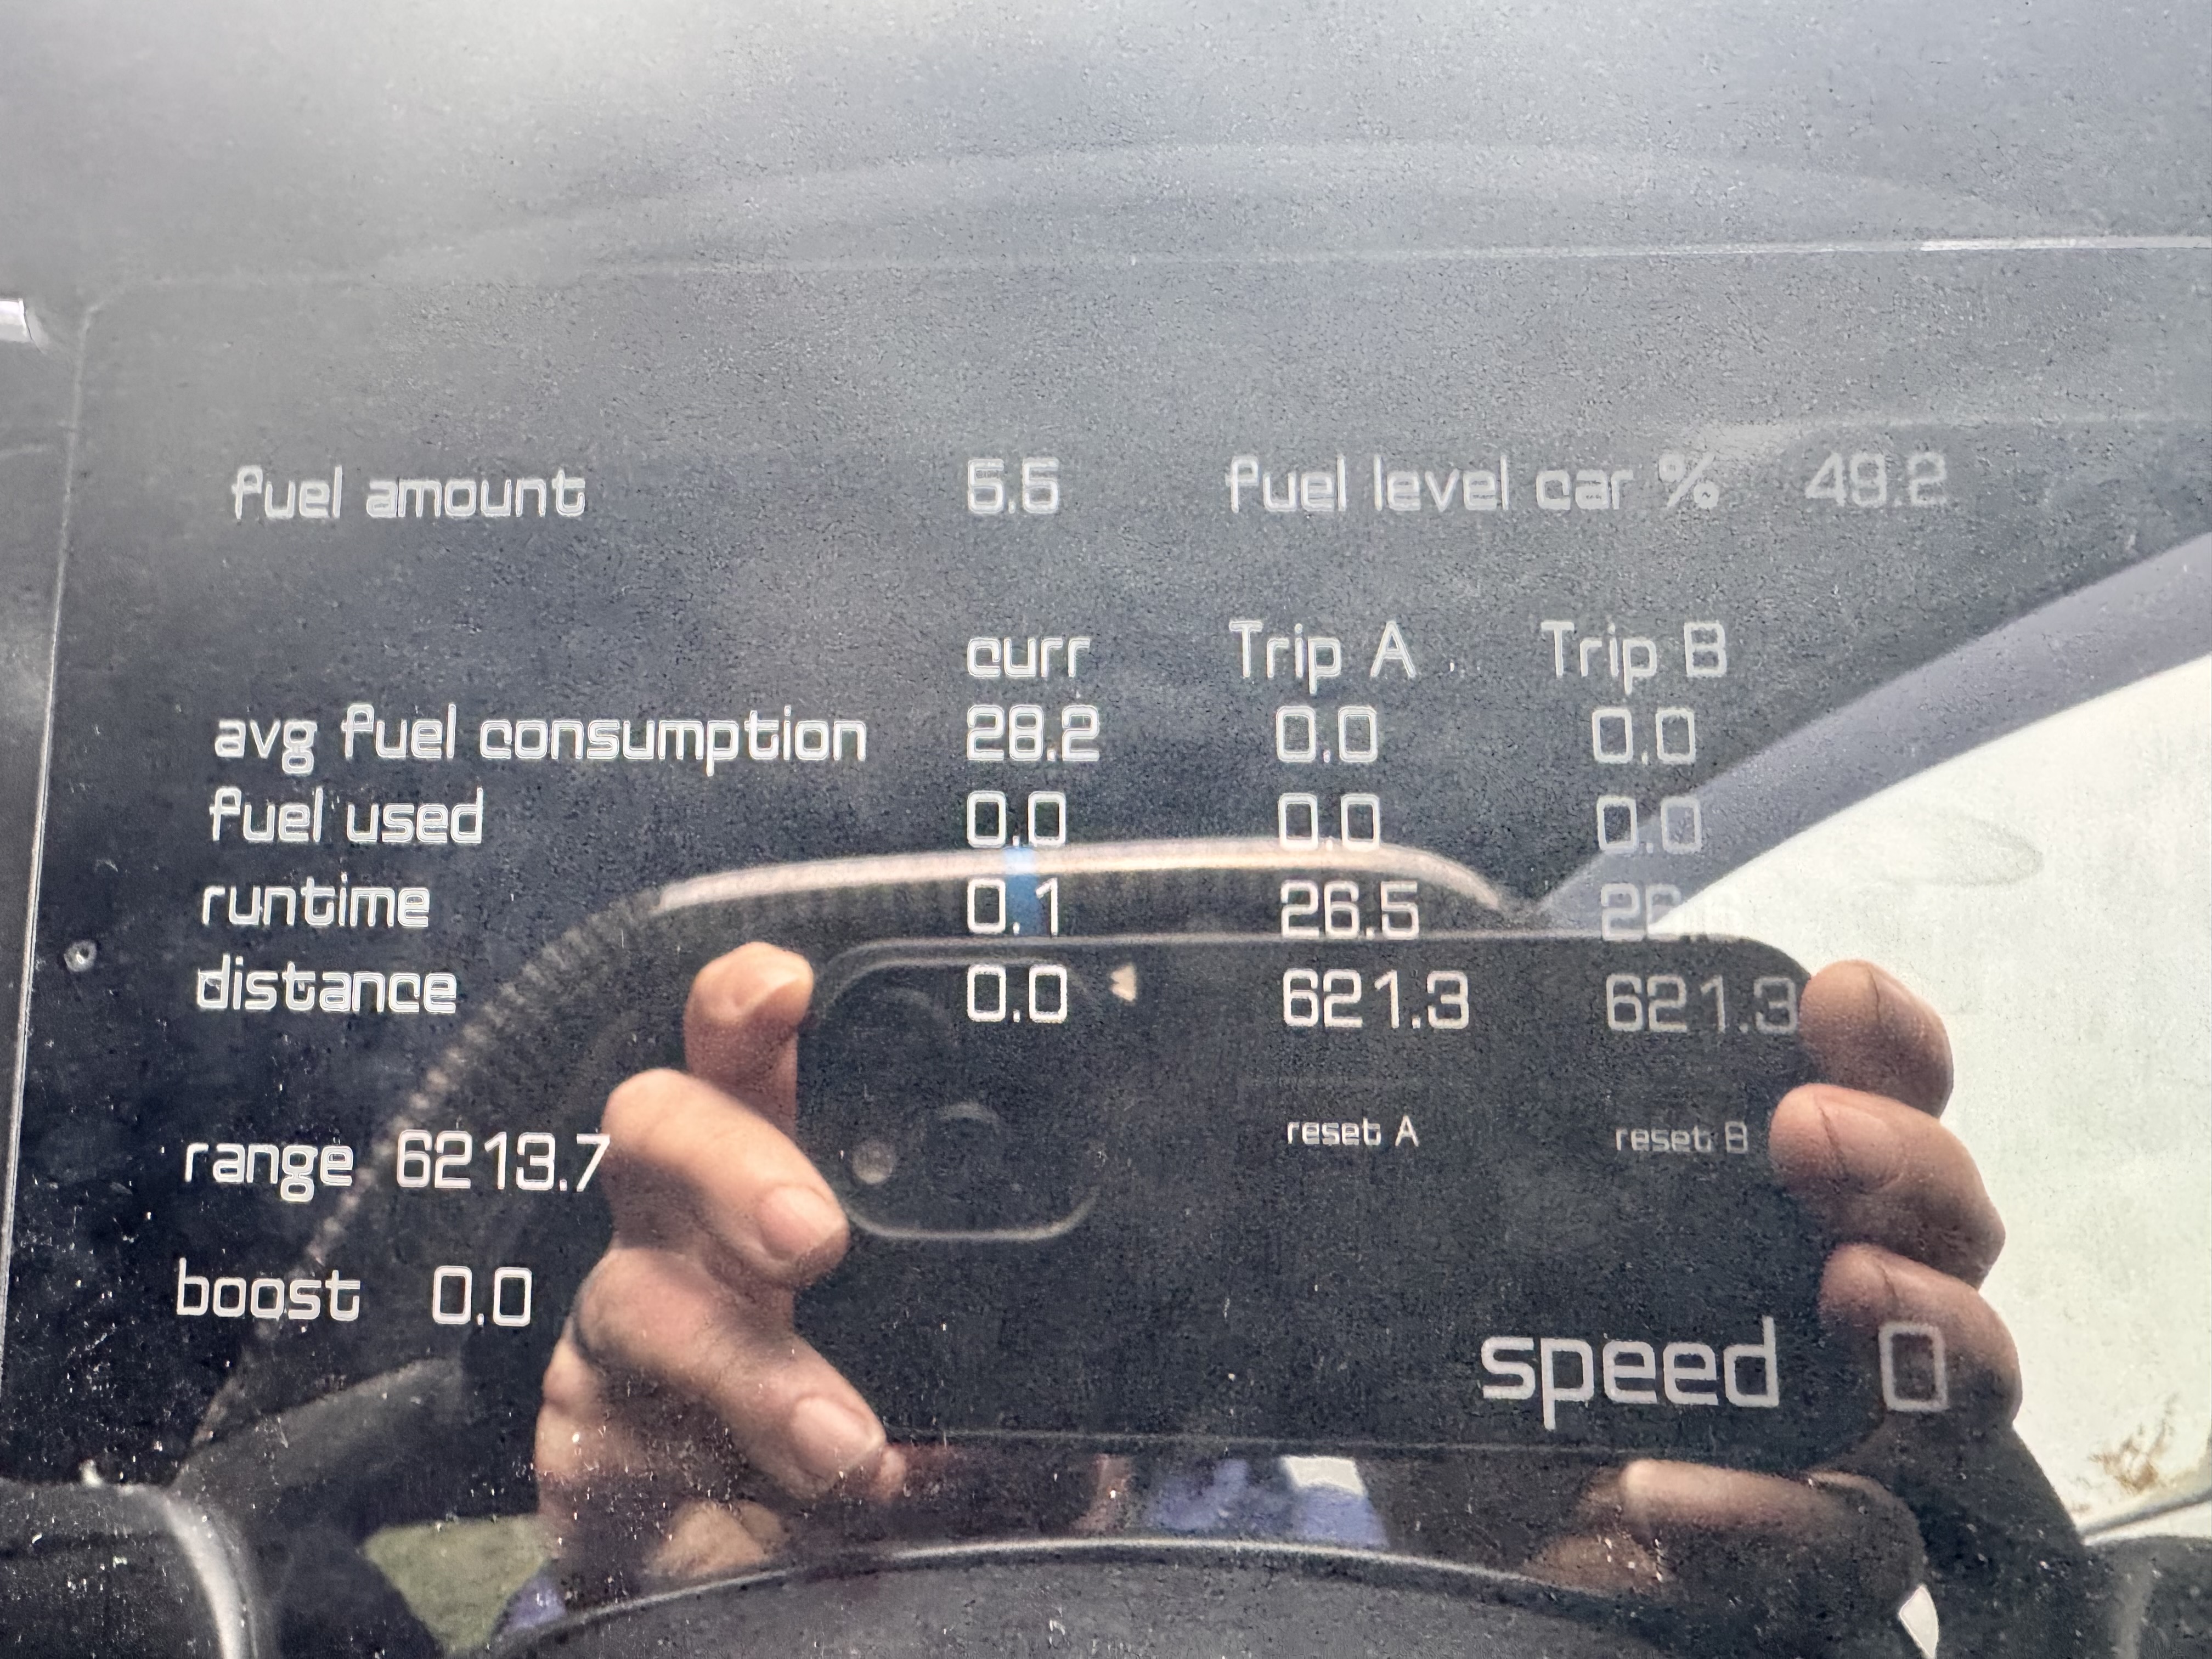 fuel amount 5.5 fuel level car % 49.2
curr Trip A Trip B
avg fuel consumption 28.2 0.0 0.0
fuel used 0.0 0.0 0.0
runtime 0.1 26.5
distance 0.0 621.3 621.3
reset A reset B
range 6213.7
boost 0.0
speed 0